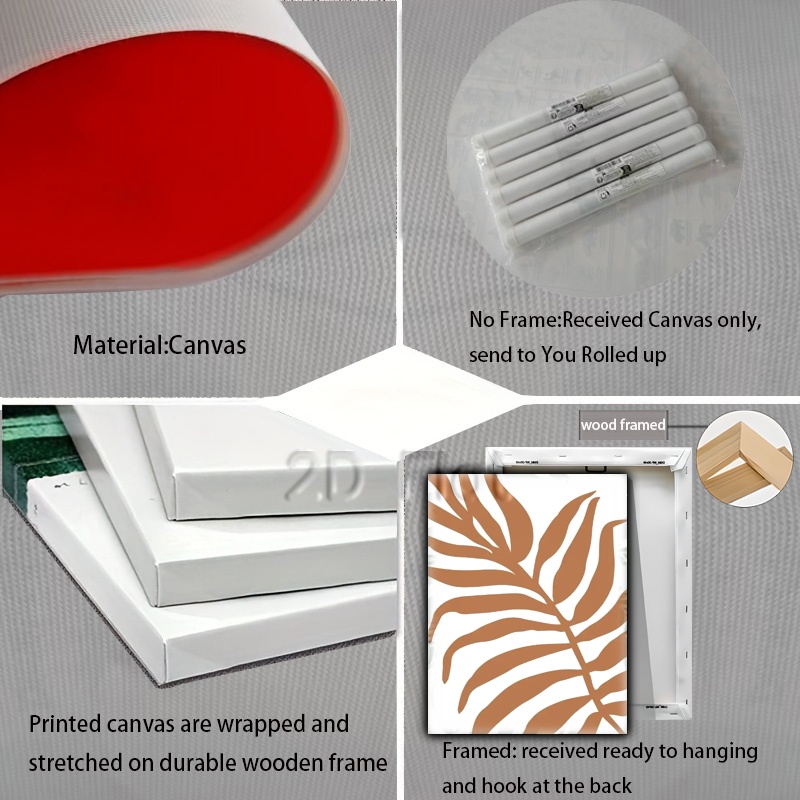 Material:Canvas
No Frame:Received Canvas only,
send to You Rolled up
wood framed
2D
Printed canvas are wrapped and
stretched on durable wooden frame
Framed: received ready to hanging
and hook at the back